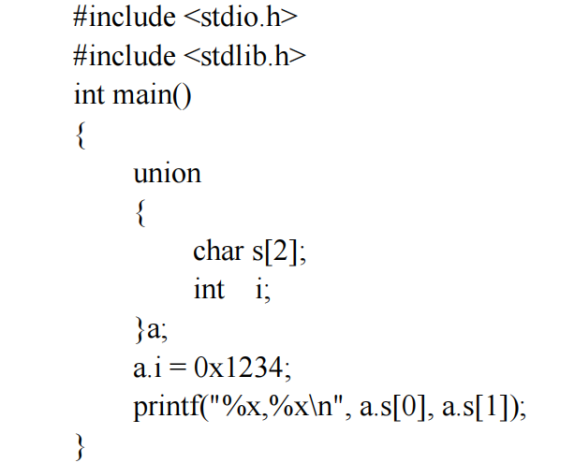 #include <stdio.h>
#include <stdlib.h>
int main()
{
union
{
char s[2];
int i;
}a;
a.i = 0x1234;
printf("%x,%x\n", a.s[0], a.s[1]);
}